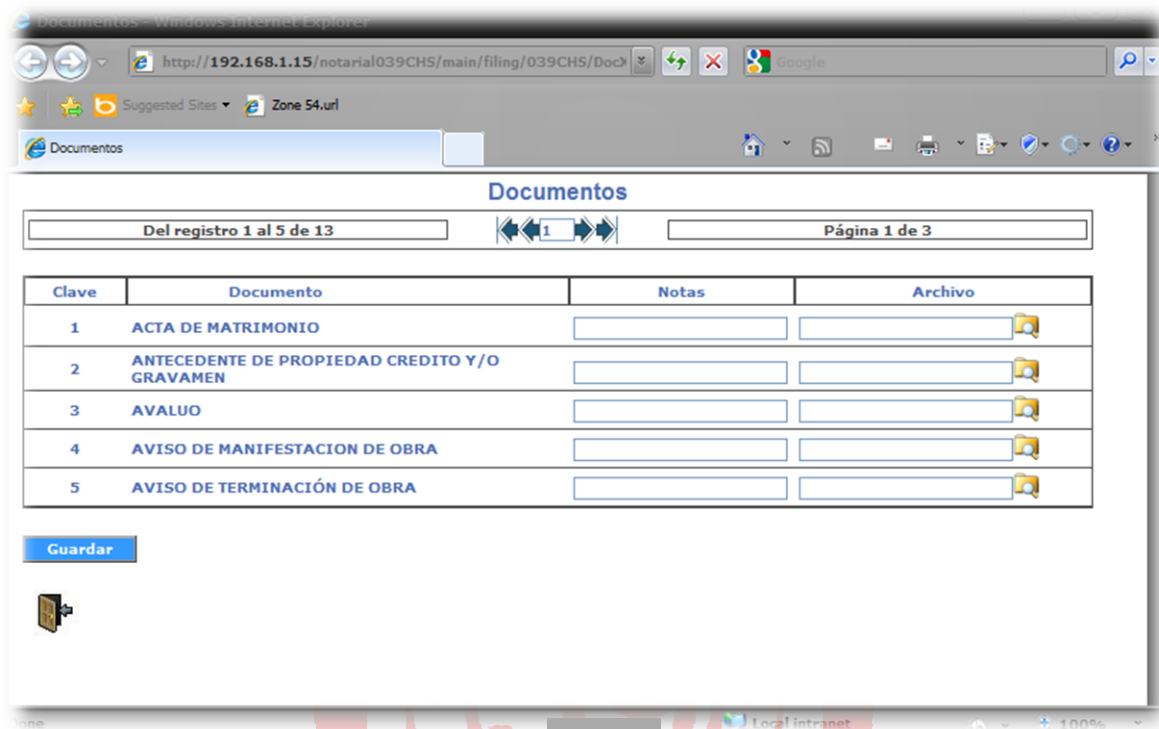 Documentos - Windows Internet Explorer
http://192.168.1.15/notarial039CHS/main/filing/039CHS/Doc
Google
Suggested Sites
Zone 54.url
Documentos
Documentos
Del registro 1 al 5 de 13
1
Página 1 de 3
Clave Documento Notas Archivo
1 ACTA DE MATRIMONIO
2 ANTECEDENTE DE PROPIEDAD CREDITO Y/O
GRAVAMEN
3 AVALUO
4 AVISO DE MANIFESTACION DE OBRA
5 AVISO DE TERMINACIÓN DE OBRA
Guardar
Done
Local intranet
100%